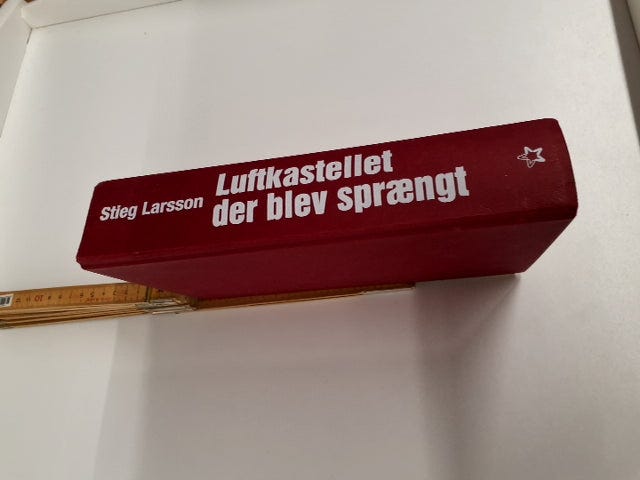 Stieg Larsson
Luftkastellet
der blev sprængt